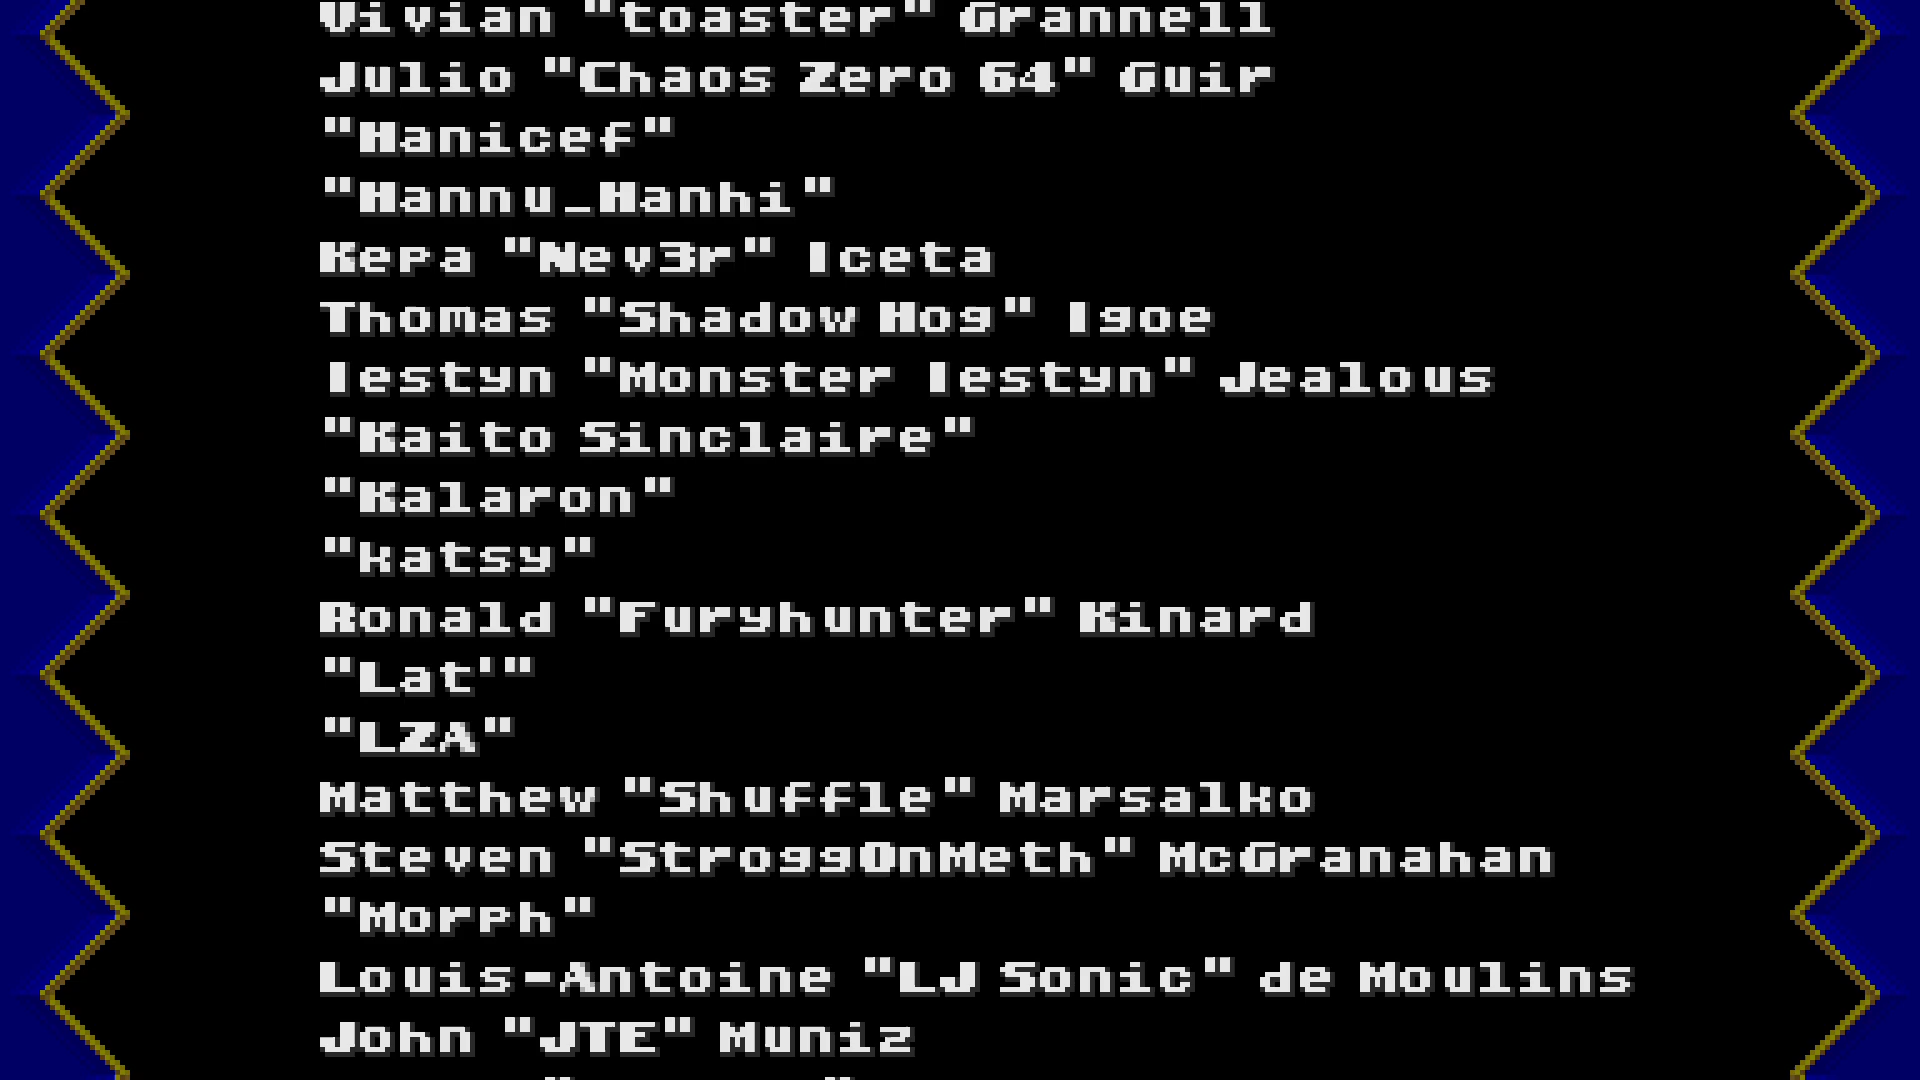 Vivian "toaster" Grannell
Julio "Chaos Zero 64" Guir
"Hanicef"
"Hannu_Hanhi"
Kepa "Nev3r" Iceta
Thomas "Shadow Hog" Igoe
Iestyn "Monster Iestyn" Jealous
"Kaito Sinclaire"
"Kalaron"
"katsy"
Ronald "Furyhunter" Kinard
"Lat'"
"LZA"
Matthew "Shuffle" Marsalko
Steven "StroggOnMeth" McGranahan
"Morph"
Louis-Antoine "LJ Sonic" de Moulins
John "JTE" Muniz